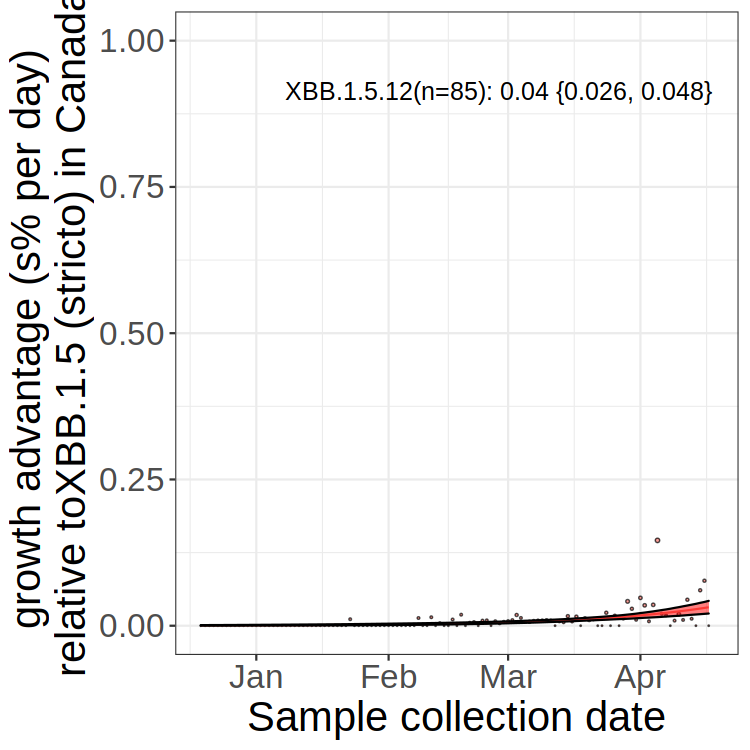 growth advantage (s% per day)
relative toXBB.1.5 (stricto) in Canada
1.00
0.75
0.50
0.25
0.00
XBB.1.5.12(n=85): 0.04 {0.026, 0.048}
Jan Feb Mar Apr
Sample collection date